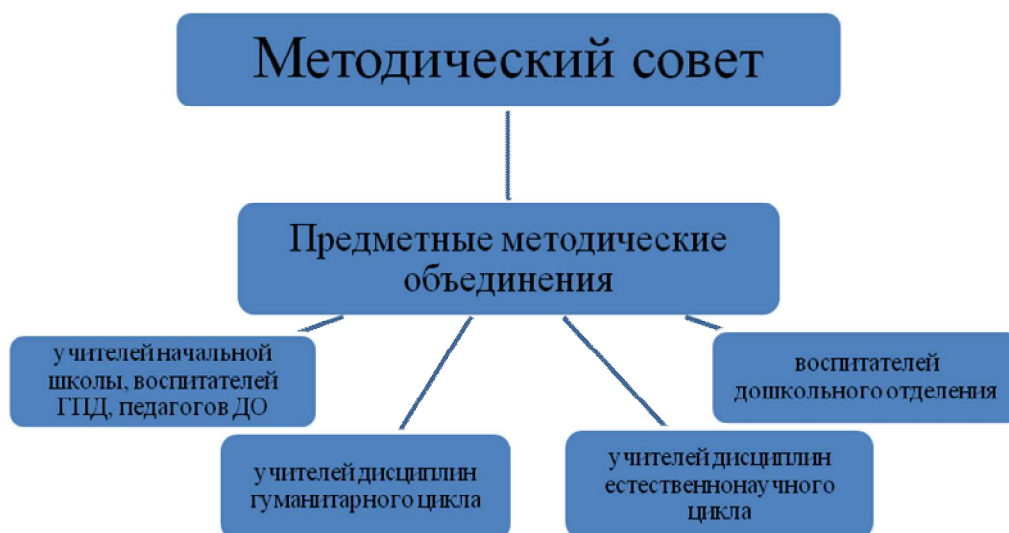 Методический совет
Предметные методические
объединения
учителей начальной
школы, воспитателей
ГПД, педагогов ДО
воспитателей
дошкольного отделения
учителей дисциплин
гуманитарного цикла
учителей дисциплин
естественнонаучного
цикла